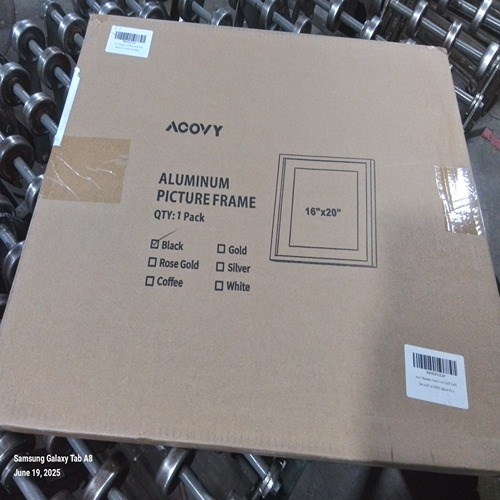 ACOVY
ALUMINUM
PICTURE FRAME
QTY: 1 Pack
16"x20"
☑ Black ☐ Gold
☐ Rose Gold ☐ Silver
☐ Coffee ☐ White
Samsung Galaxy Tab A8
June 19, 2025